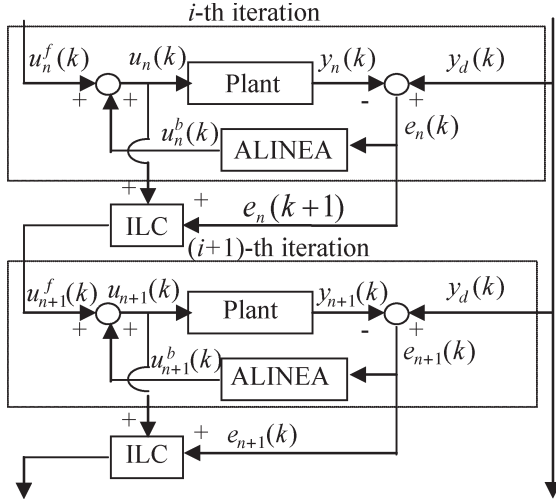 i-th iteration
u_n^f(k) u_n(k) y_n(k) y_d(k)
Plant
+ + - +
u_n^b(k) e_n(k)
ALINEA
+ +
ILC e_n(k+1)
(i+1)-th iteration
u_{n+1}^f(k) u_{n+1}(k) y_{n+1}(k) y_d(k)
Plant
+ + - +
u_{n+1}^b(k) e_{n+1}(k)
ALINEA
+ +
ILC e_{n+1}(k)